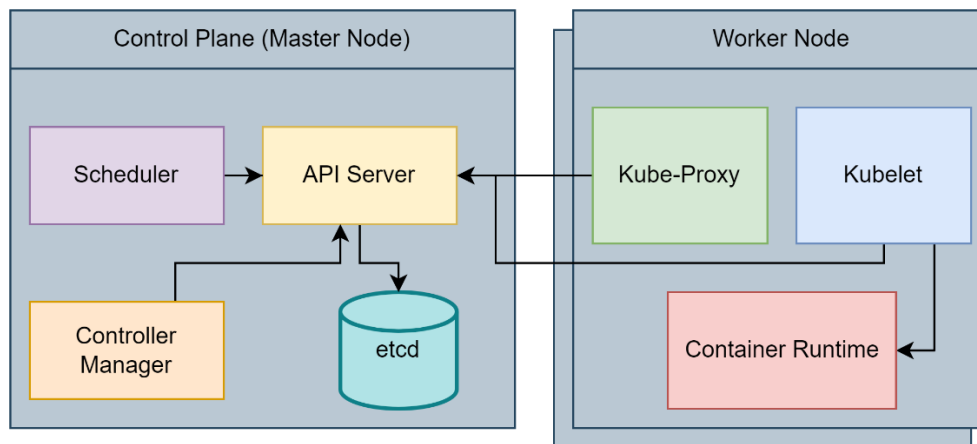 Control Plane (Master Node)
Worker Node
Scheduler
API Server
Kube-Proxy
Kubelet
Controller
Manager
etcd
Container Runtime